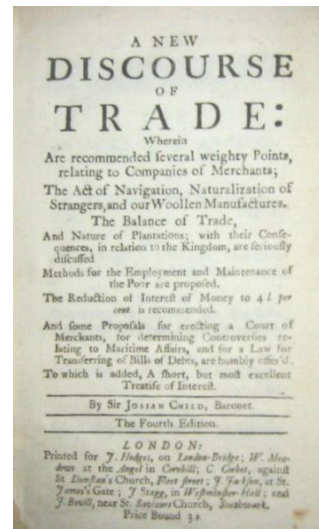 A NEW
DISCOURSE
OF
TRADE:
Wherein
Are recommended several weighty Points,
relating to Companies of Merchants;
The Act of Navigation, Naturalization of
Strangers, and our Woollen Manufactures.
The Balance of Trade,
And Nature of Plantations; with their Conse-
quences, in relation to the Kingdom, are seriously
discussed
Methods for the Employment and Maintenance of
the Poor are proposed.
The Reduction of Interest of Money to 4 l. per
cent is recommended.
And some Proposals for erecting a Court of
Merchants, for determining Controversies re-
lating to Maritime Affairs, and for a Law for
Transferring of Bills of Debts, are humbly offer'd.
To which is added, A short, but most excellent
Treatise of Interest.
By Sir JOSIAH CHILD, Baronet.
The Fourth Edition.
LONDON:
Printed for J. Hodges, on London-Bridge; W. Mea-
dows at the Angel in Cornhill; C. Corbet, against
St Dunstan's Church, Fleet street; J. Jackson, at St.
James's Gate; J Stagg, in Westminster Hall; and
J. Bevill, near St. Saviours Church, Southwark.
Price Bound 3 s